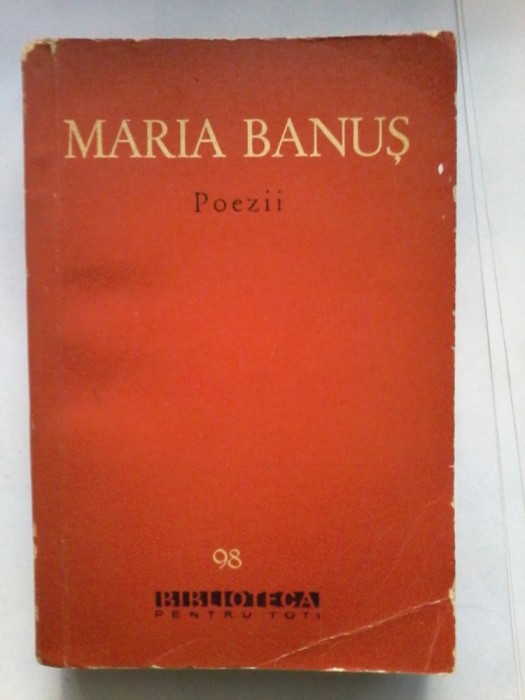 MARIA BANUȘ
Poezii
98
BIBLIOTECA
PENTRU TOȚI